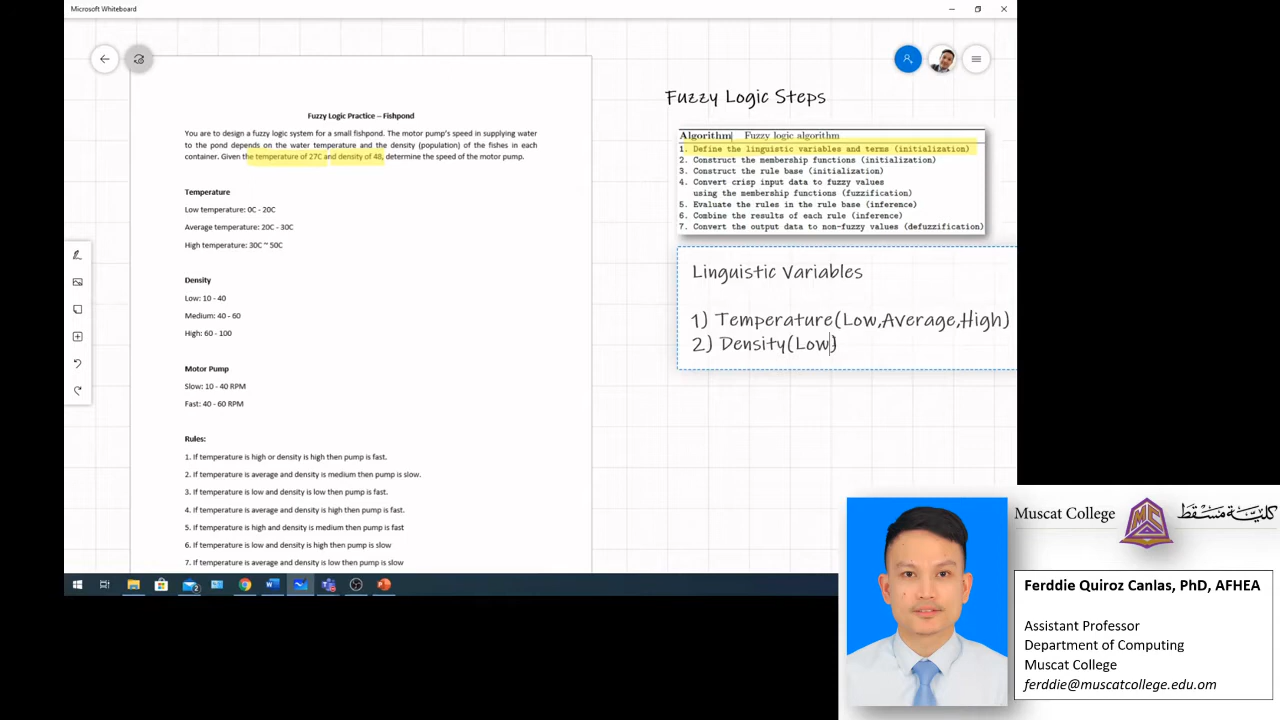 Microsoft Whiteboard
Fuzzy Logic Practice – Fishpond
You are to design a fuzzy logic system for a small fishpond. The motor pump's speed in supplying water
to the pond depends on the water temperature and the density (population) of the fishes in each
container. Given the temperature of 27C and density of 48, determine the speed of the motor pump.
Temperature
Low temperature: 0C - 20C
Average temperature: 20C - 30C
High temperature: 30C ~ 50C
Density
Low: 10 - 40
Medium: 40 - 60
High: 60 - 100
Motor Pump
Slow: 10 - 40 RPM
Fast: 40 - 60 RPM
Rules:
1. If temperature is high or density is high then pump is fast.
2. If temperature is average and density is medium then pump is slow.
3. If temperature is low and density is low then pump is fast.
4. If temperature is average and density is high then pump is fast.
5. If temperature is high and density is medium then pump is fast
6. If temperature is low and density is high then pump is slow
7. If temperature is average and density is low then pump is slow
Fuzzy Logic Steps
Algorithm Fuzzy logic algorithm
1. Define the linguistic variables and terms (initialization)
2. Construct the membership functions (initialization)
3. Construct the rule base (initialization)
4. Convert crisp input data to fuzzy values
using the membership functions (fuzzification)
5. Evaluate the rules in the rule base (inference)
6. Combine the results of each rule (inference)
7. Convert the output data to non-fuzzy values (defuzzification)
Linguistic Variables
1) Temperature(Low,Average,High)
2) Density(Low)
Muscat College
كلية مسقط
Ferddie Quiroz Canlas, PhD, AFHEA
Assistant Professor
Department of Computing
Muscat College
ferddie@muscatcollege.edu.om